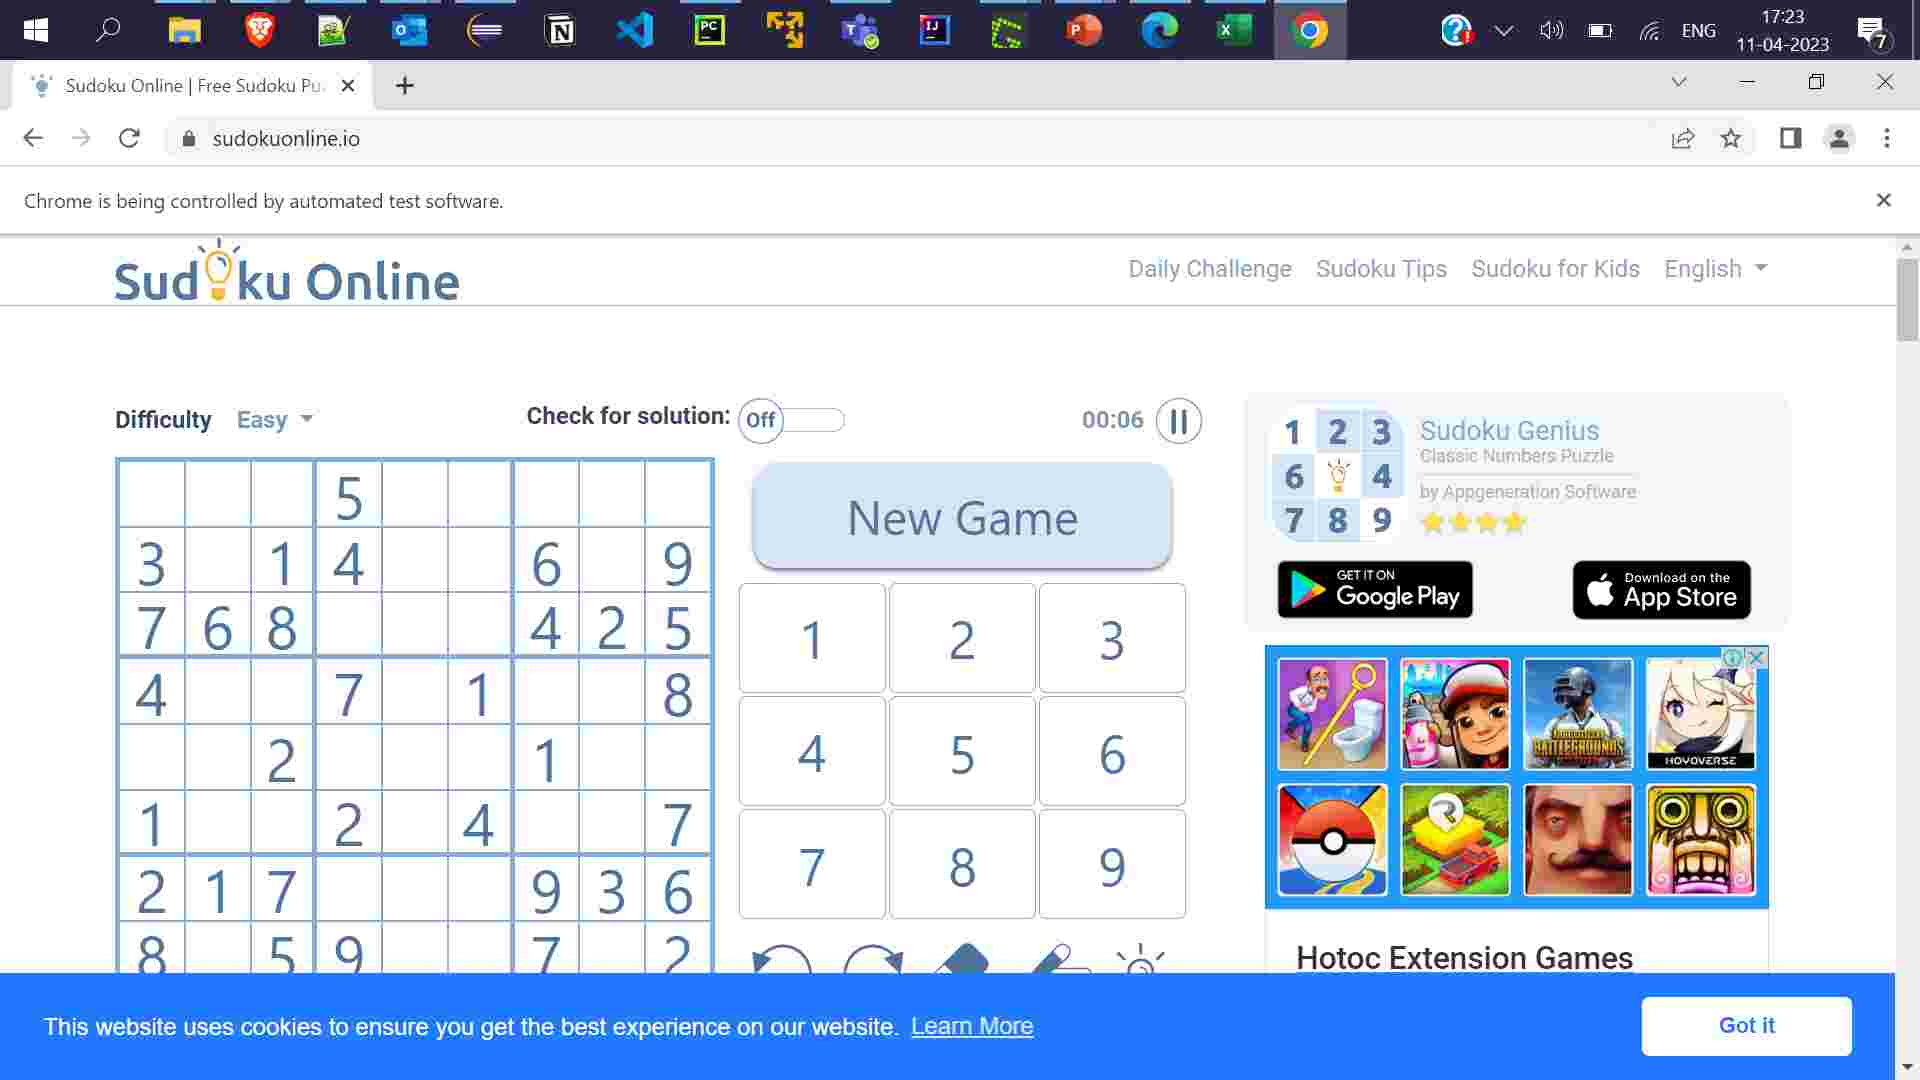 17:23
ENG
11-04-2023
7
Sudoku Online | Free Sudoku Pu
sudokuonline.io
Chrome is being controlled by automated test software.
Sudoku Online
Daily Challenge Sudoku Tips Sudoku for Kids English
Difficulty Easy
Check for solution: Off
00:06
5
3 1 4 6 9
7 6 8 4 2 5
4 7 1 8
2 1
1 2 4 7
2 1 7 9 3 6
8 5 9 7 2
New Game
1 2 3
4 5 6
7 8 9
1 2 3
6 4
7 8 9
Sudoku Genius
Classic Numbers Puzzle
by Appgeneration Software
GET IT ON
Google Play
Download on the
App Store
BATTLEGROUNDS
HOYOVERSE
Hotoc Extension Games
This website uses cookies to ensure you get the best experience on our website. Learn More
Got it